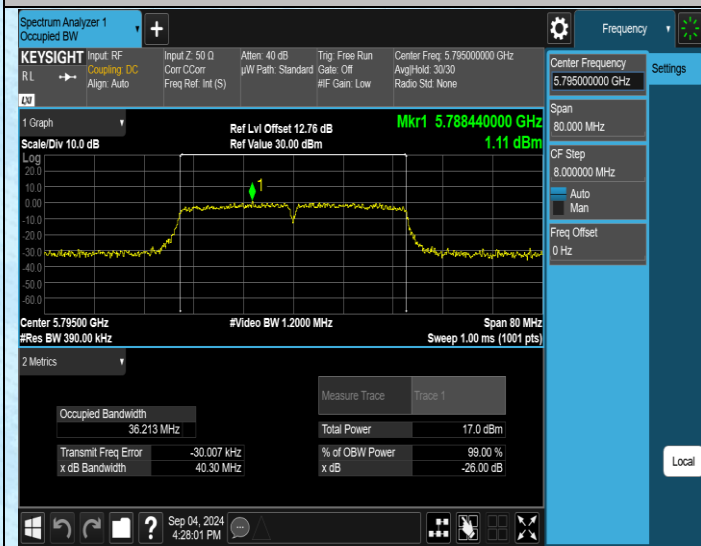 Spectrum Analyzer 1
Occupied BW
Frequency
KEYSIGHT
Input: RF
Coupling: DC
Align: Auto
Input Z: 50 Ω
Corr CCorr
Freq Ref: Int (S)
Atten: 40 dB
µW Path: Standard
Trig: Free Run
Gate: Off
#IF Gain: Low
Center Freq: 5.795000000 GHz
Avg|Hold: 30/30
Radio Std: None
R L
LXI
Center Frequency
5.795000000 GHz
Settings
Span
80.000 MHz
CF Step
8.000000 MHz
Auto
Man
Freq Offset
0 Hz
1 Graph
Scale/Div 10.0 dB
Ref Lvl Offset 12.76 dB
Ref Value 30.00 dBm
Mkr1 5.788440000 GHz
1.11 dBm
Log
20.0
10.0
0.00
-10.0
-20.0
-30.0
-40.0
-50.0
-60.0
1
Center 5.79500 GHz
#Res BW 390.00 kHz
#Video BW 1.2000 MHz
Span 80 MHz
Sweep 1.00 ms (1001 pts)
2 Metrics
Measure Trace
Trace 1
Occupied Bandwidth
36.213 MHz
Total Power
17.0 dBm
Transmit Freq Error
-30.007 kHz
% of OBW Power
99.00 %
x dB Bandwidth
40.30 MHz
x dB
-26.00 dB
Local
?
Sep 04, 2024
4:28:01 PM